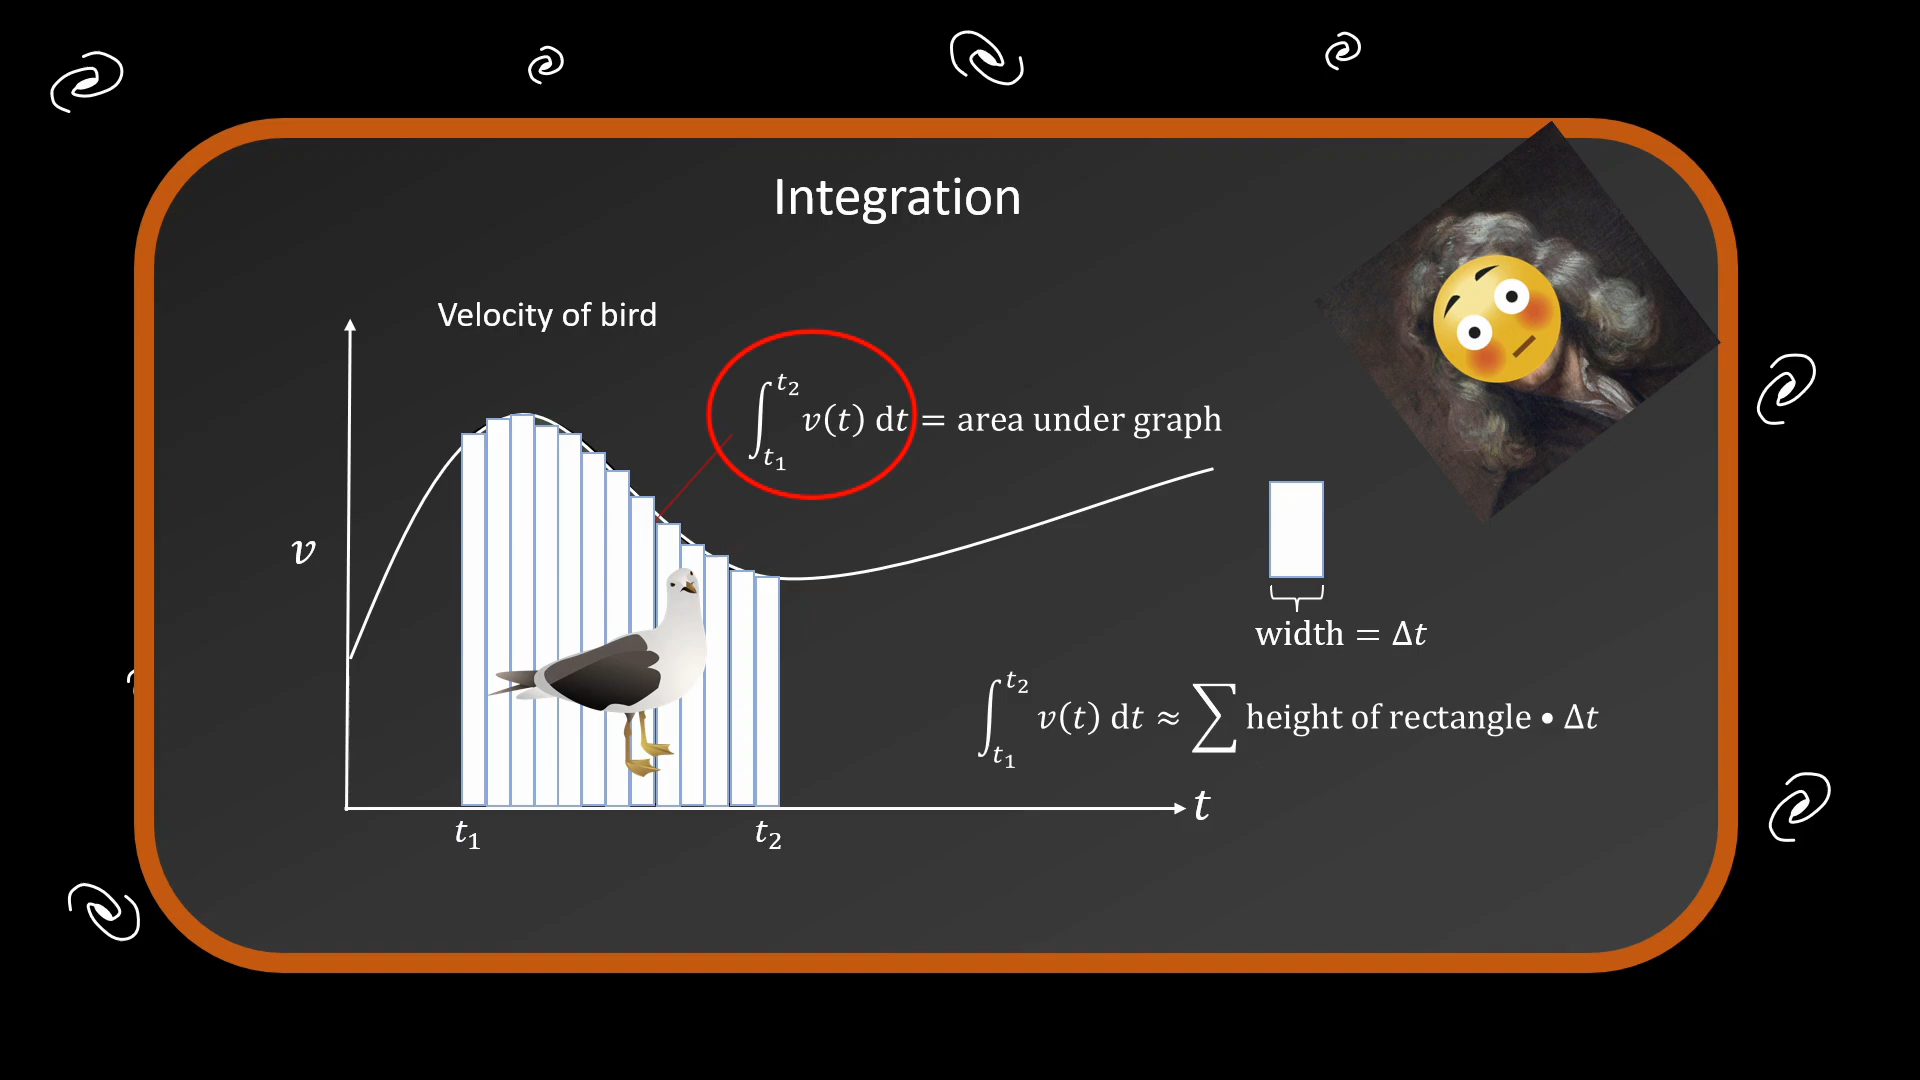 Integration
Velocity of bird
∫_{t₁}^{t₂} v(t) dt = area under graph
v
width = Δt
∫_{t₁}^{t₂} v(t) dt ≈ ∑ height of rectangle • Δt
t
t₁ t₂